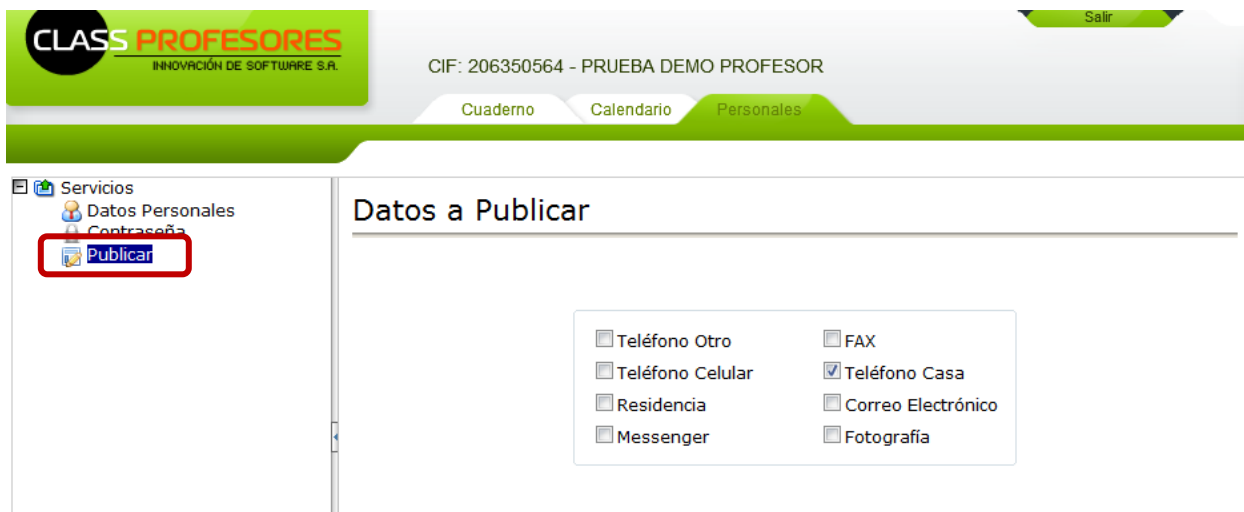 Salir
CLASS PROFESORES
INNOVACIÓN DE SOFTWARE S.A.
CIF: 206350564 - PRUEBA DEMO PROFESOR
Cuaderno Calendario Personales
Servicios
Datos Personales
Contraseña
Publicar
Datos a Publicar
Teléfono Otro FAX
Teléfono Celular Teléfono Casa
Residencia Correo Electrónico
Messenger Fotografía